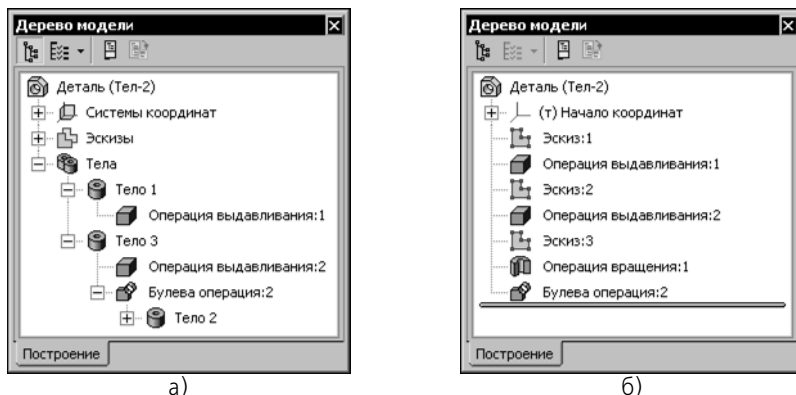 Дерево модели
Деталь (Тел-2)
Системы координат
Эскизы
Тела
Тело 1
Операция выдавливания:1
Тело 3
Операция выдавливания:2
Булева операция:2
Тело 2
Построение
а)
Дерево модели
Деталь (Тел-2)
(т) Начало координат
Эскиз:1
Операция выдавливания:1
Эскиз:2
Операция выдавливания:2
Эскиз:3
Операция вращения:1
Булева операция:2
Построение
б)